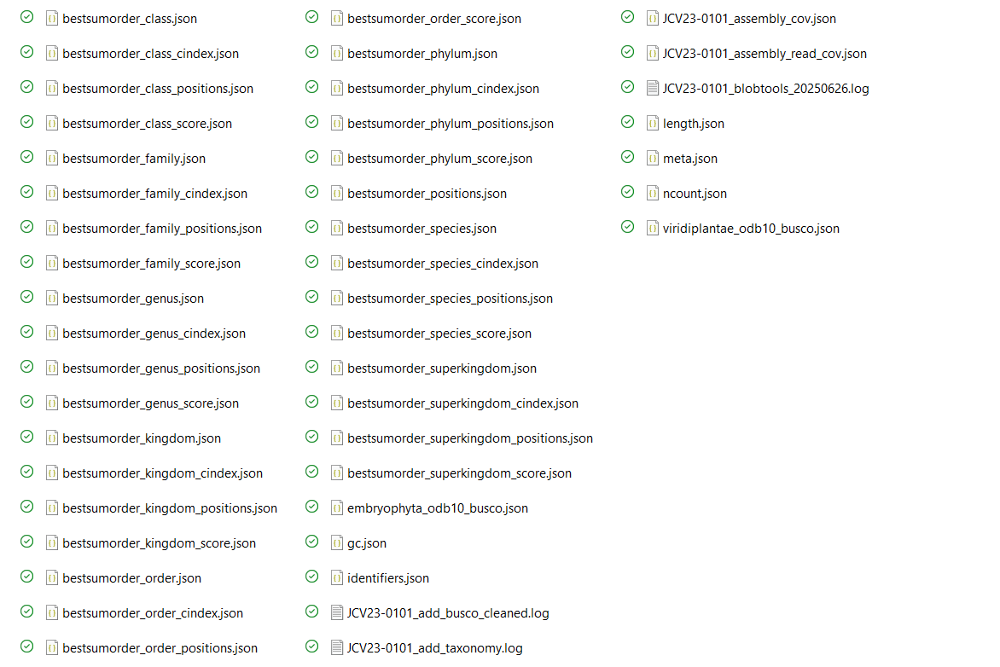 bestsumorder_class.json
bestsumorder_class_cindex.json
bestsumorder_class_positions.json
bestsumorder_class_score.json
bestsumorder_family.json
bestsumorder_family_cindex.json
bestsumorder_family_positions.json
bestsumorder_family_score.json
bestsumorder_genus.json
bestsumorder_genus_cindex.json
bestsumorder_genus_positions.json
bestsumorder_genus_score.json
bestsumorder_kingdom.json
bestsumorder_kingdom_cindex.json
bestsumorder_kingdom_positions.json
bestsumorder_kingdom_score.json
bestsumorder_order.json
bestsumorder_order_cindex.json
bestsumorder_order_positions.json
bestsumorder_order_score.json
bestsumorder_phylum.json
bestsumorder_phylum_cindex.json
bestsumorder_phylum_positions.json
bestsumorder_phylum_score.json
bestsumorder_positions.json
bestsumorder_species.json
bestsumorder_species_cindex.json
bestsumorder_species_positions.json
bestsumorder_species_score.json
bestsumorder_superkingdom.json
bestsumorder_superkingdom_cindex.json
bestsumorder_superkingdom_positions.json
bestsumorder_superkingdom_score.json
embryophyta_odb10_busco.json
gc.json
identifiers.json
JCV23-0101_add_busco_cleaned.log
JCV23-0101_add_taxonomy.log
JCV23-0101_assembly_cov.json
JCV23-0101_assembly_read_cov.json
JCV23-0101_blobtools_20250626.log
length.json
meta.json
ncount.json
viridiplantae_odb10_busco.json